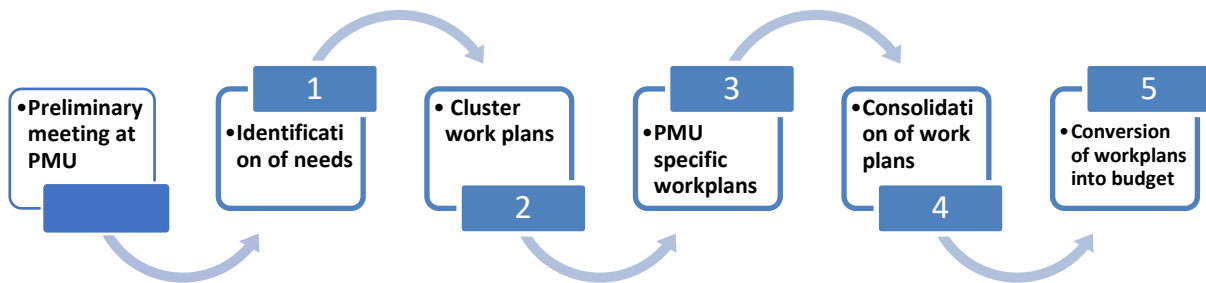 •Preliminary
meeting at
PMU
1
•Identificati
on of needs
• Cluster
work plans
2
3
• PMU
specific
workplans
•Consolidati
on of work
plans
4
5
•Conversion
of workplans
into budget